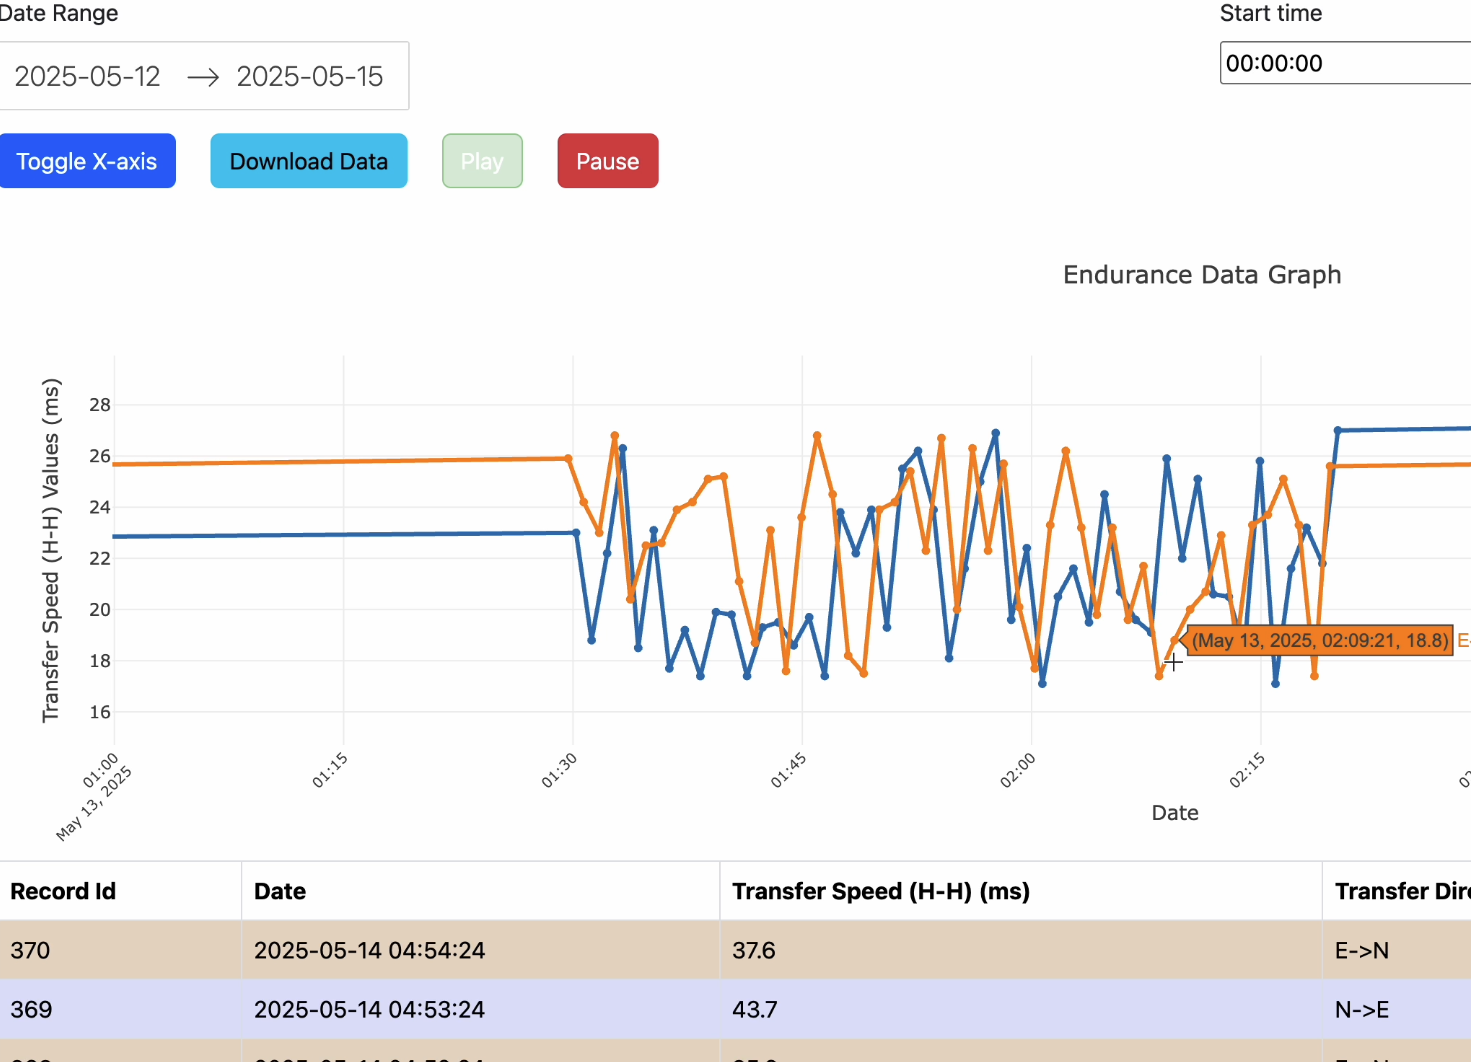 Date Range
Start time
2025-05-12 → 2025-05-15
00:00:00
Toggle X-axis
Download Data
Play
Pause
Endurance Data Graph
Transfer Speed (H-H) Values (ms)
28
26
24
22
20
18
16
(May 13, 2025, 02:09:21, 18.8)
01:00
May 13, 2025
01:15
01:30
01:45
02:00
02:15
Date
Record Id Date Transfer Speed (H-H) (ms) Transfer Dire
370 2025-05-14 04:54:24 37.6 E->N
369 2025-05-14 04:53:24 43.7 N->E